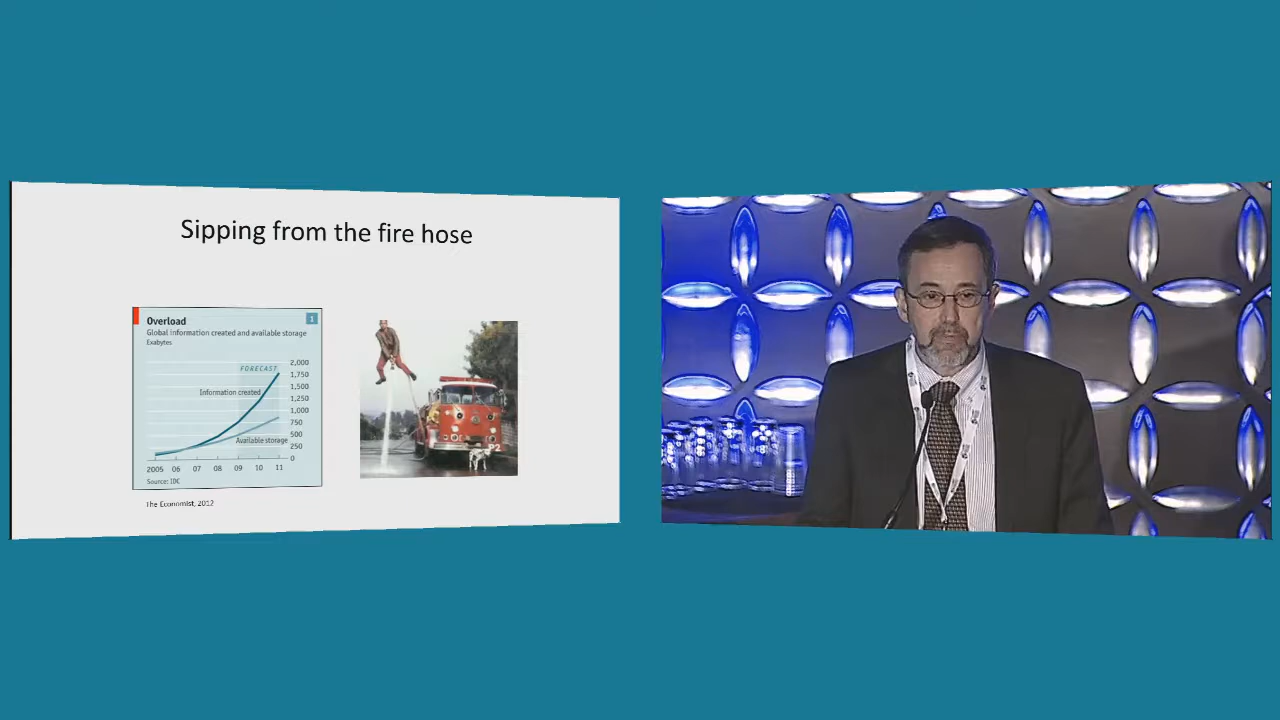 Sipping from the fire hose
Overload
1
Global information created and available storage
Exabytes
FORECAST
2,000
1,750
Information created
1,500
1,250
1,000
750
Available storage
500
250
0
2005 06 07 08 09 10 11
Source: IDC
The Economist, 2012